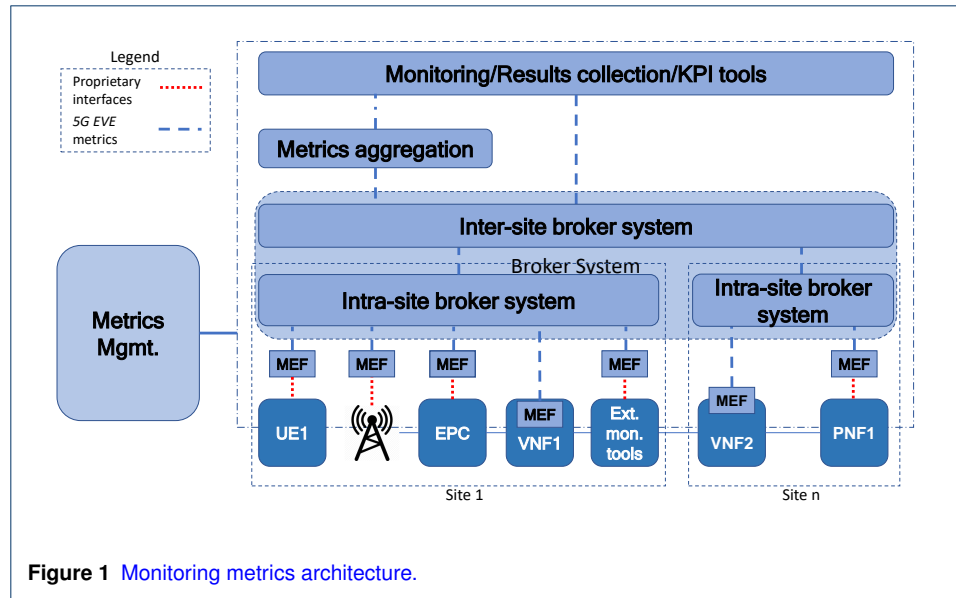 Legend
Proprietary
interfaces
5G EVE
metrics
Monitoring/Results collection/KPI tools
Metrics aggregation
Inter-site broker system
Broker System
Intra-site broker system
Intra-site broker
system
Metrics
Mgmt.
MEF
MEF
MEF
MEF
MEF
UE1
EPC
MEF
VNF1
Ext.
mon.
tools
MEF
VNF2
PNF1
Site 1
Site n
Figure 1 Monitoring metrics architecture.